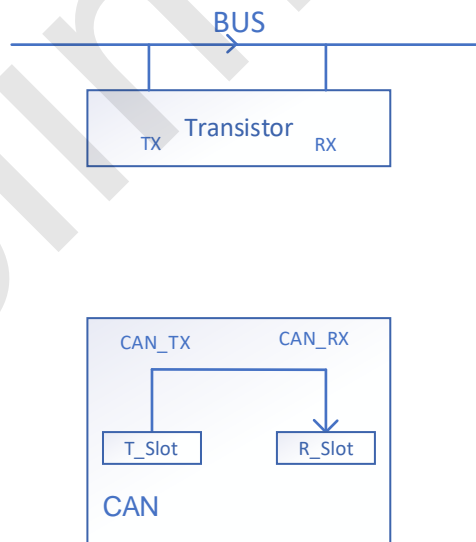 BUS
Transistor
TX RX
CAN_TX CAN_RX
T_Slot R_Slot
CAN